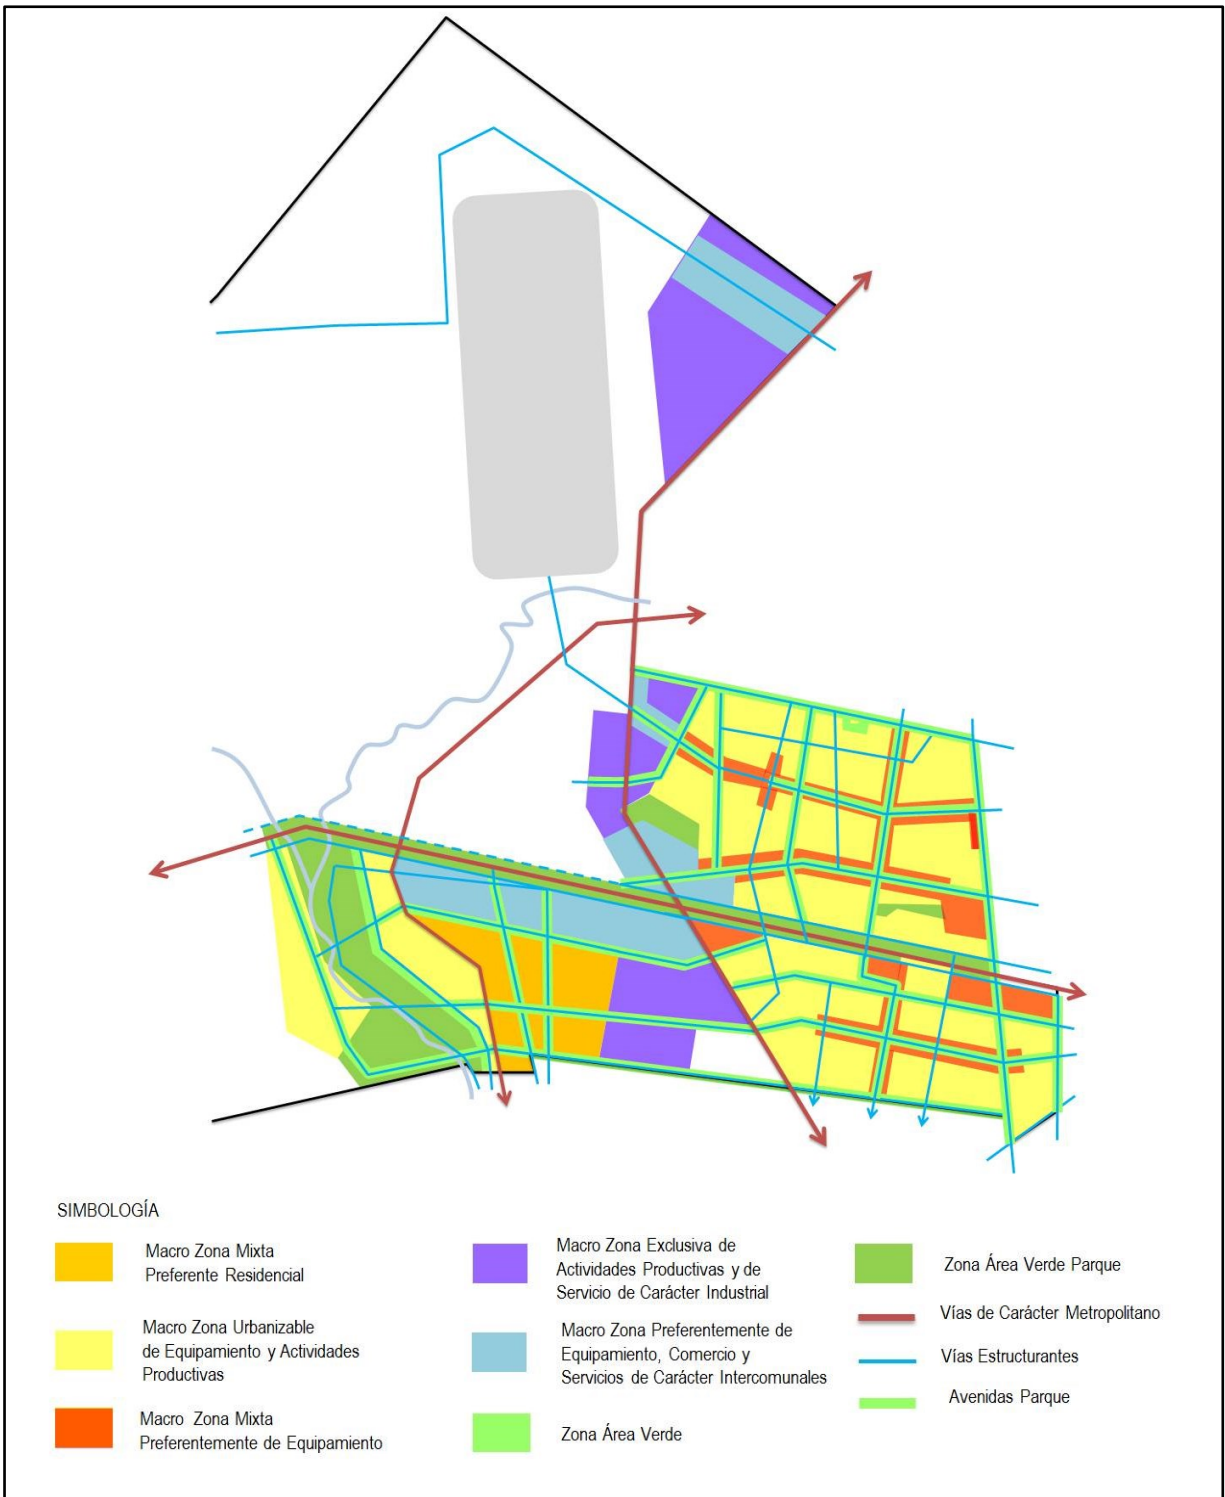 SIMBOLOGÍA
Macro Zona Mixta
Preferente Residencial
Macro Zona Urbanizable
de Equipamiento y Actividades
Productivas
Macro Zona Mixta
Preferentemente de Equipamiento
Macro Zona Exclusiva de
Actividades Productivas y de
Servicio de Carácter Industrial
Macro Zona Preferentemente de
Equipamiento, Comercio y
Servicios de Carácter Intercomunales
Zona Área Verde
Zona Área Verde Parque
Vías de Carácter Metropolitano
Vías Estructurantes
Avenidas Parque